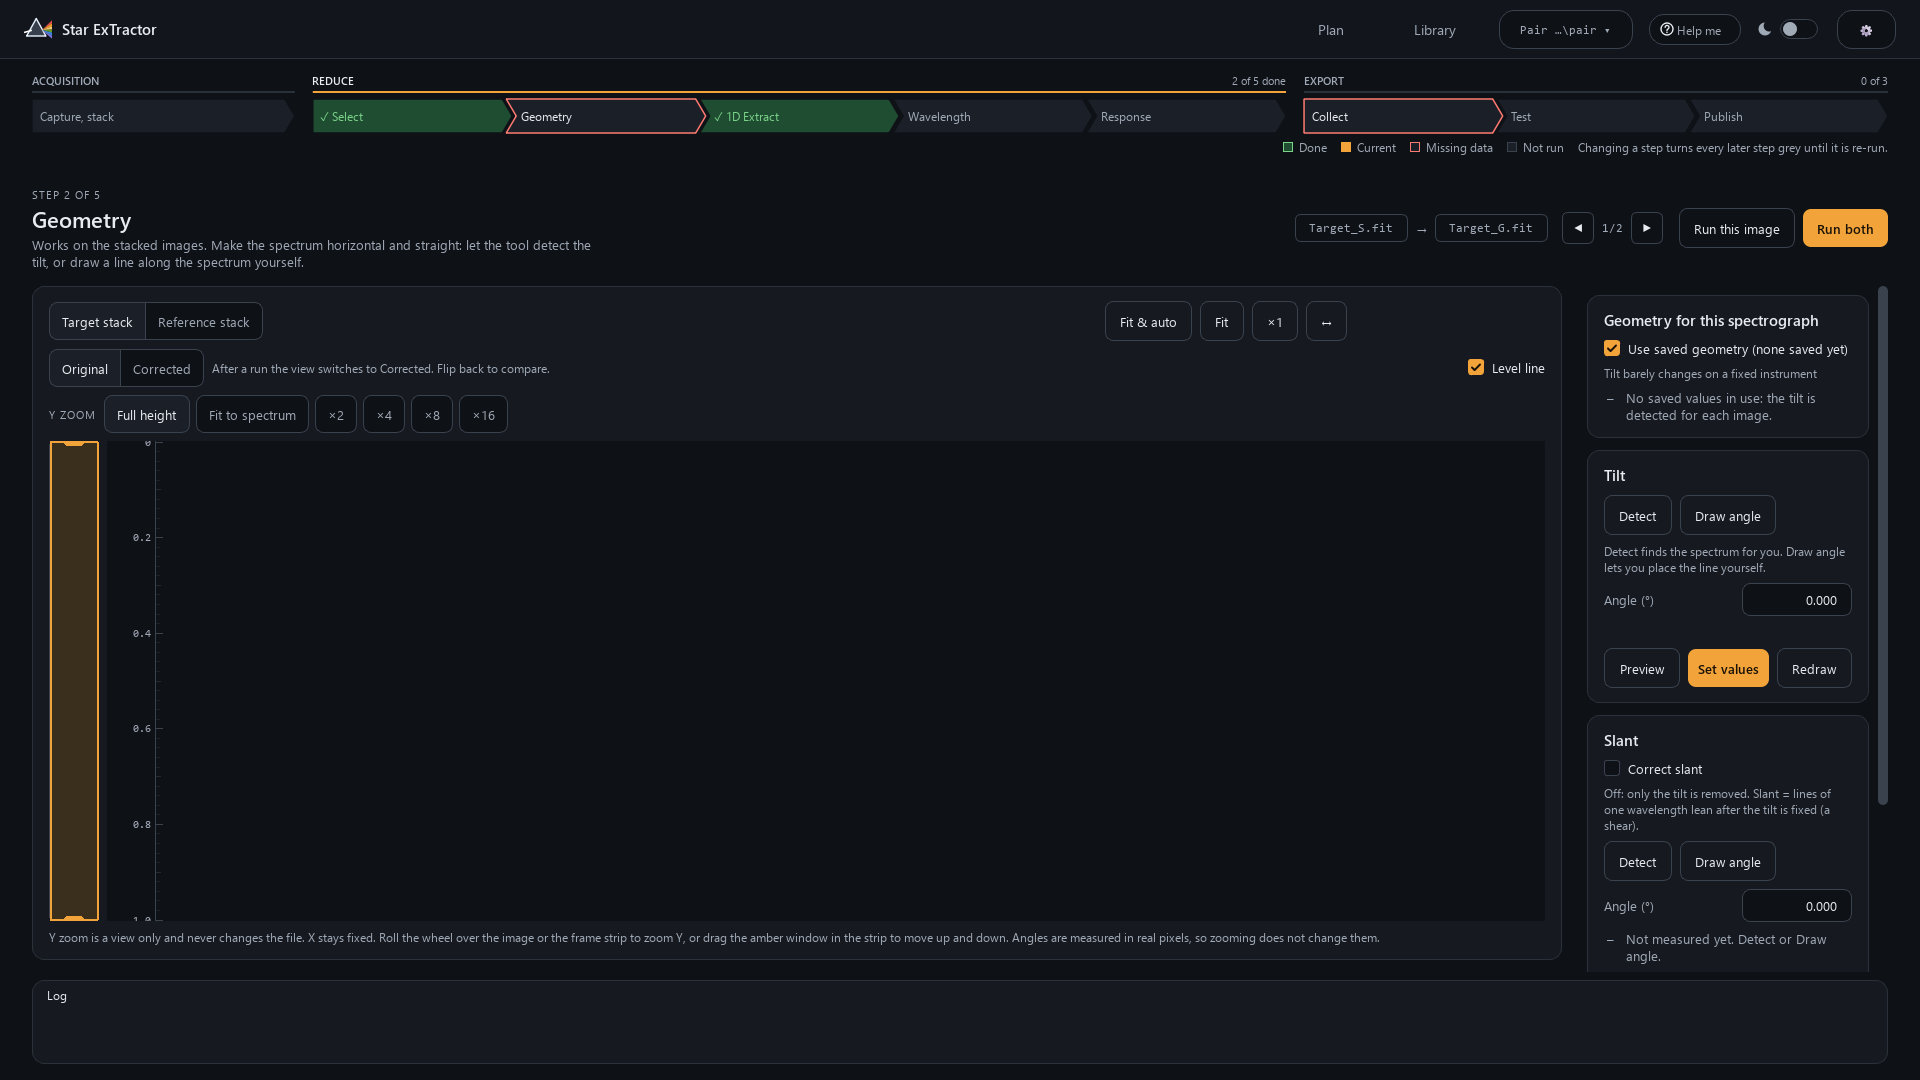 Star ExTractor
Plan
Library
Pair …\pair ▾
Help me
ACQUISITION
REDUCE
2 of 5 done
EXPORT
0 of 3
Capture, stack
✓ Select
Geometry
✓ 1D Extract
Wavelength
Response
Collect
Test
Publish
Done
Current
Missing data
Not run
Changing a step turns every later step grey until it is re-run.
STEP 2 OF 5
Geometry
Works on the stacked images. Make the spectrum horizontal and straight: let the tool detect the
tilt, or draw a line along the spectrum yourself.
Target_S.fit
→
Target_G.fit
◀
1/2
▶
Run this image
Run both
Target stack
Reference stack
Fit & auto
Fit
×1
↔
Original
Corrected
After a run the view switches to Corrected. Flip back to compare.
Level line
Y ZOOM
Full height
Fit to spectrum
×2
×4
×8
×16
0
0.2
0.4
0.6
0.8
1.0
Y zoom is a view only and never changes the file. X stays fixed. Roll the wheel over the image or the frame strip to zoom Y, or drag the amber window in the strip to move up and down. Angles are measured in real pixels, so zooming does not change them.
Geometry for this spectrograph
Use saved geometry (none saved yet)
Tilt barely changes on a fixed instrument
– No saved values in use: the tilt is
detected for each image.
Tilt
Detect
Draw angle
Detect finds the spectrum for you. Draw angle
lets you place the line yourself.
Angle (°)
0.000
Preview
Set values
Redraw
Slant
Correct slant
Off: only the tilt is removed. Slant = lines of
one wavelength lean after the tilt is fixed (a
shear).
Detect
Draw angle
Angle (°)
0.000
– Not measured yet. Detect or Draw
angle.
Log